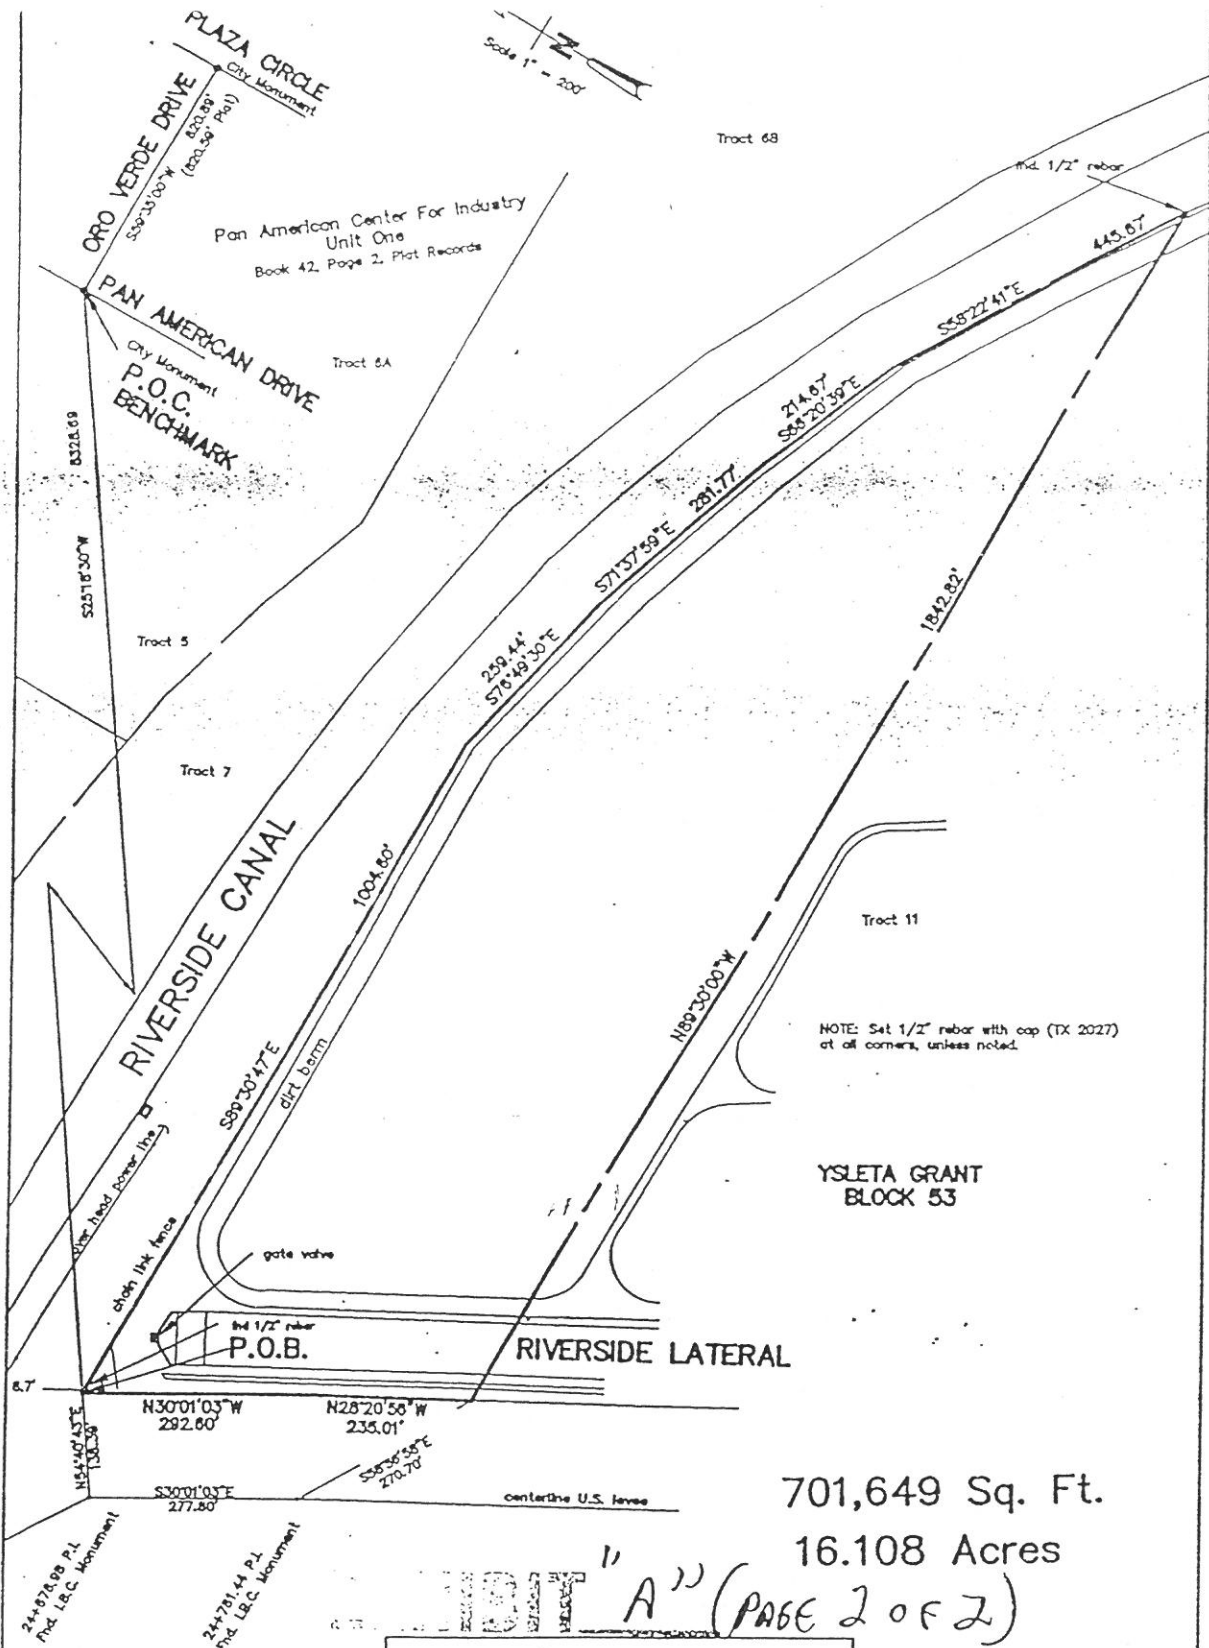 PLAZA CIRCLE
City Monument
Scale 1" = 200'
N
ORO VERDE DRIVE
820.89'
(820.59' Plat)
S59°35'00"W
Tract 6B
fnd. 1/2" rebar
Pan American Center For Industry
Unit One
Book 42, Page 2, Plat Records
PAN AMERICAN DRIVE
City Monument
P.O.C.
BENCHMARK
Tract 6A
445.67'
S58°22'41"E
214.67'
S65°20'39"E
8328.69
S25°18'30"W
281.77'
S71°37'59"E
1842.82'
Tract 5
259.44'
S76°49'30"E
Tract 7
RIVERSIDE CANAL
1004.80'
Tract 11
N89°30'00"W
NOTE: Set 1/2" rebar with cap (TX 2027)
at all corners, unless noted.
S89°30'47"E
dirt berm
over head power line
YSLETA GRANT
BLOCK 53
chain link fence
gate valve
fnd 1/2" rebar
P.O.B.
RIVERSIDE LATERAL
6.7'
N30°01'03"W
292.60'
N28°20'58"W
235.01'
N54°40'43"E
138.39'
S30°01'03"E
277.80'
S58°36'58"E
270.70'
centerline U.S. levee
701,649 Sq. Ft.
16.108 Acres
24+678.98 P.I.
Fnd. I.B.C. Monument
24+781.44 P.I.
Fnd. I.B.C. Monument
"A" (PAGE 2 OF 2)